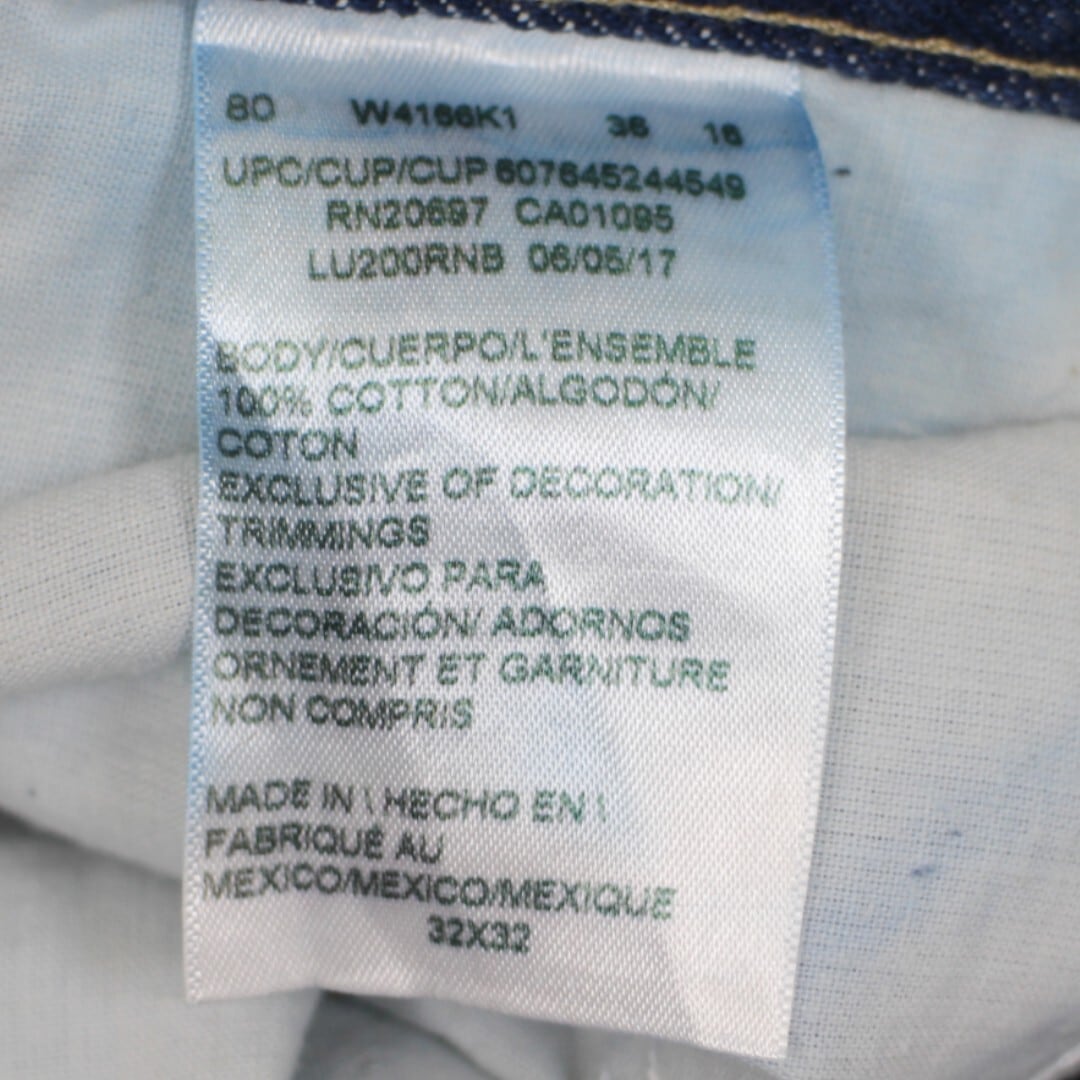 80 W4166K1 36 16
UPC/CUP/CUP 607645244549
RN20697 CA01095
LU200RNB 06/05/17
BODY/CUERPO/L'ENSEMBLE
100% COTTON/ALGODÓN/
COTON
EXCLUSIVE OF DECORATION/
TRIMMINGS
EXCLUSIVO PARA
DECORACIÓN/ ADORNOS
ORNEMENT ET GARNITURE
NON COMPRIS
MADE IN \ HECHO EN \
FABRIQUÉ AU
MEXICO/MEXICO/MEXIQUE
32X32